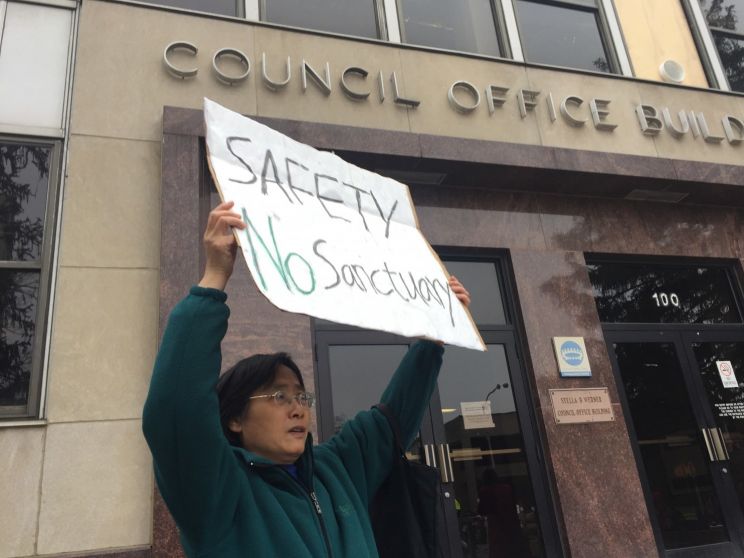 COUNCIL OFFICE BUILD
SAFETY
No Sanctuary
100
STELLA B WERNER
COUNCIL OFFICE BUILDING